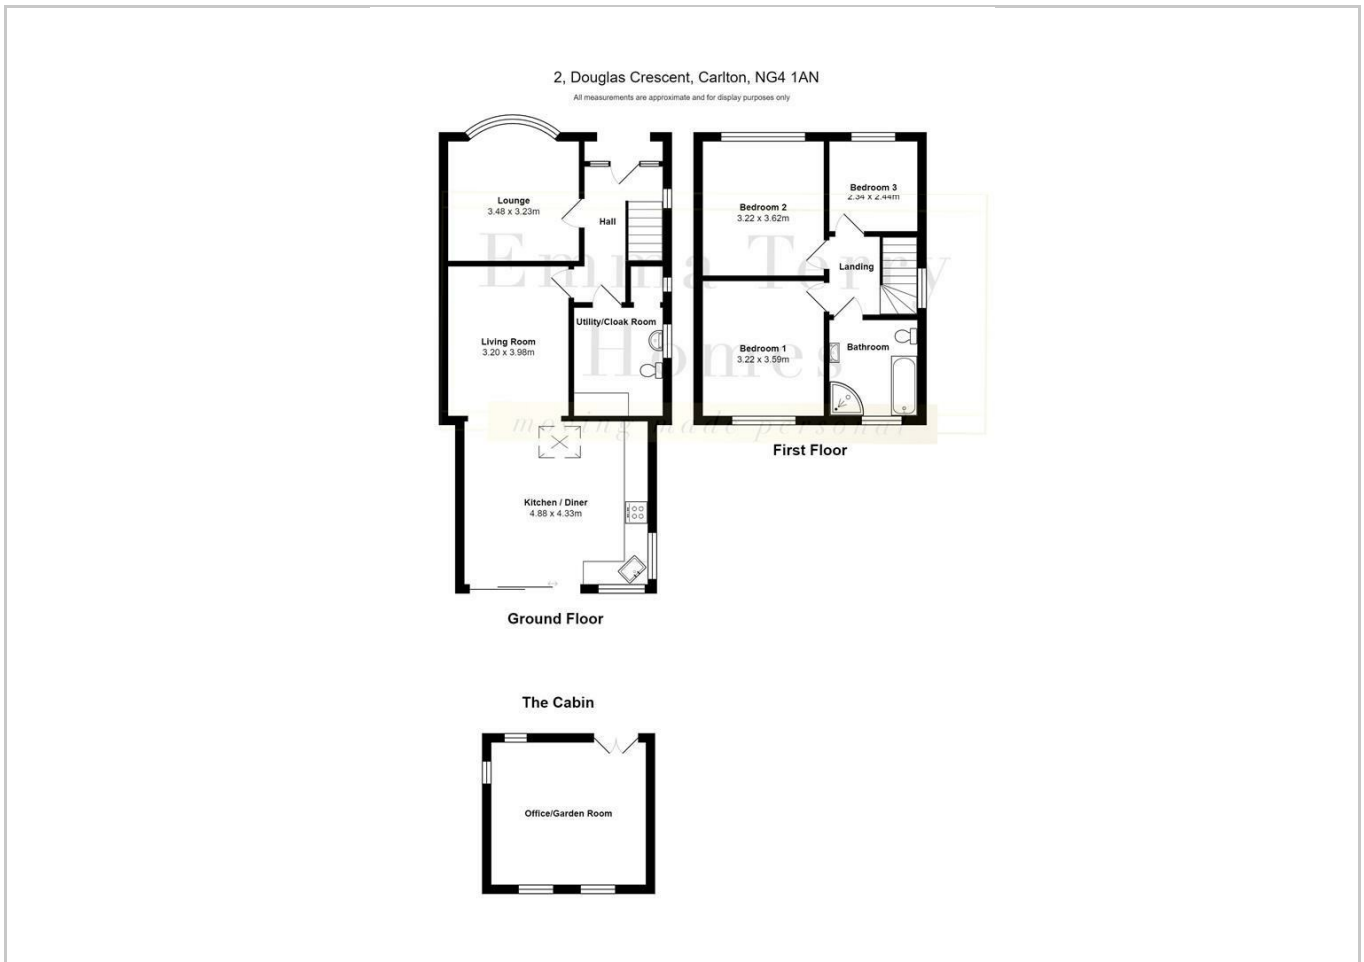 2, Douglas Crescent, Carlton, NG4 1AN
All measurements are approximate and for display purposes only
Lounge
3.48 x 3.23m
Hall
Living Room
3.20 x 3.98m
Utility/Cloak Room
Kitchen / Diner
4.88 x 4.33m
Ground Floor
Bedroom 2
3.22 x 3.62m
Bedroom 3
2.34 x 2.44m
Landing
Bedroom 1
3.22 x 3.59m
Bathroom
First Floor
Emma Terry
Homes
moving made personal
The Cabin
Office/Garden Room